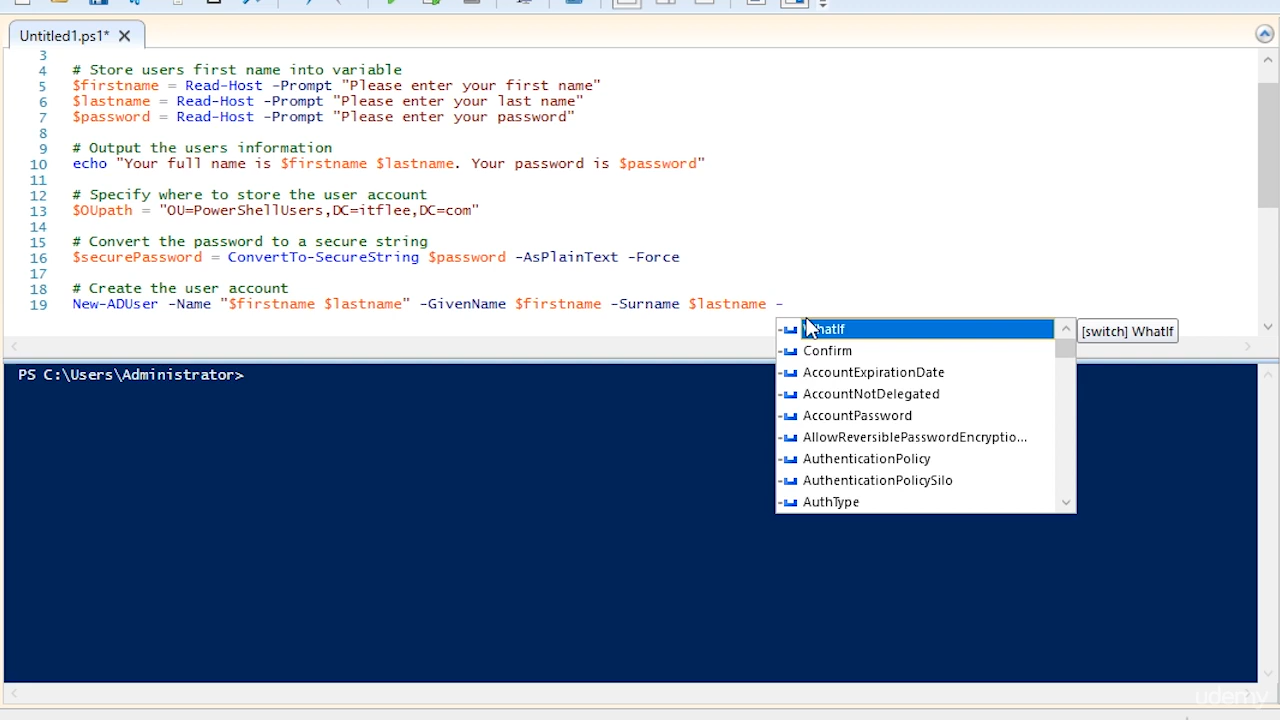 Untitled1.ps1*
3
4 # Store users first name into variable
5 $firstname = Read-Host -Prompt "Please enter your first name"
6 $lastname = Read-Host -Prompt "Please enter your last name"
7 $password = Read-Host -Prompt "Please enter your password"
8
9 # Output the users information
10 echo "Your full name is $firstname $lastname. Your password is $password"
11
12 # Specify where to store the user account
13 $OUpath = "OU=PowerShellUsers,DC=itflee,DC=com"
14
15 # Convert the password to a secure string
16 $securePassword = ConvertTo-SecureString $password -AsPlainText -Force
17
18 # Create the user account
19 New-ADUser -Name "$firstname $lastname" -GivenName $firstname -Surname $lastname -
WhatIf
[switch] WhatIf
Confirm
AccountExpirationDate
AccountNotDelegated
AccountPassword
AllowReversiblePasswordEncryptio...
AuthenticationPolicy
AuthenticationPolicySilo
AuthType
PS C:\Users\Administrator>
udemy